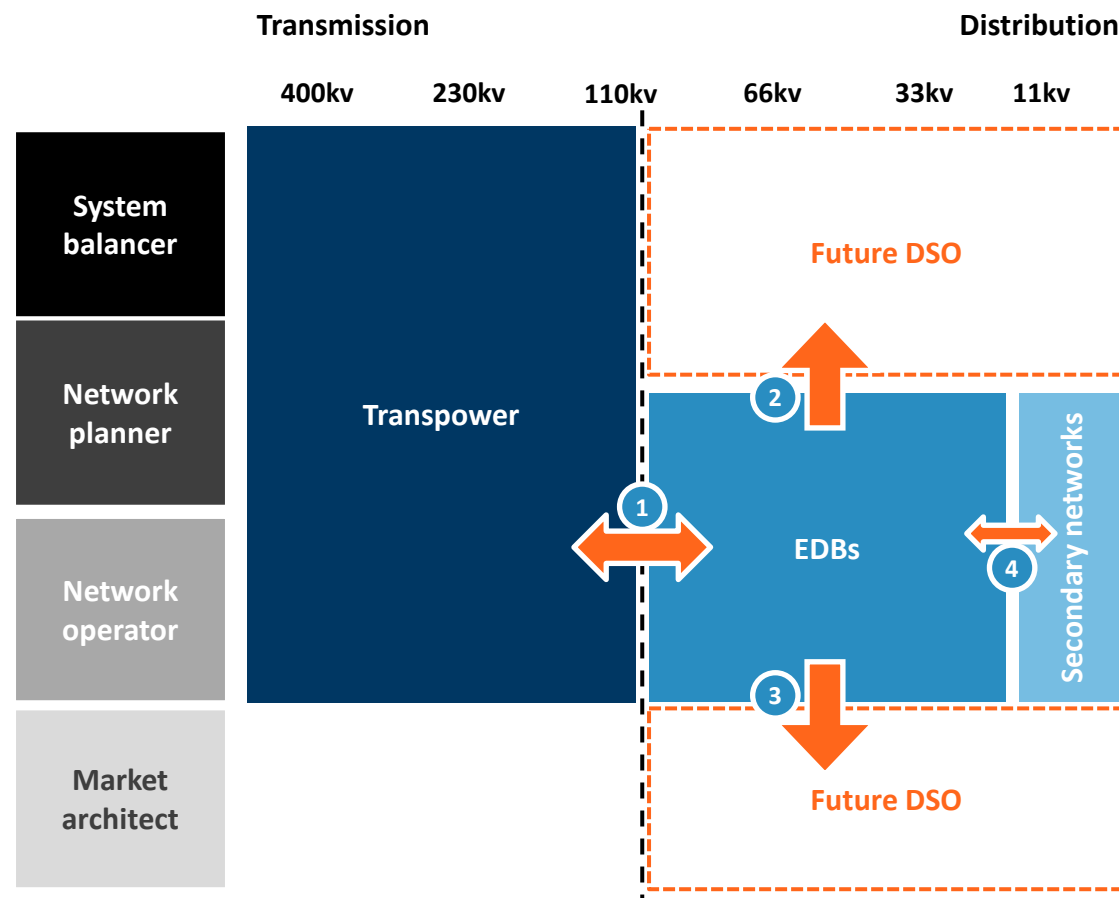 Transmission
Distribution
400kv
230kv
110kv
66kv
33kv
11kv
System
balancer
Future DSO
Network
planner
Transpower
2
Secondary networks
1
Network
operator
EDBs
4
3
Market
architect
Future DSO